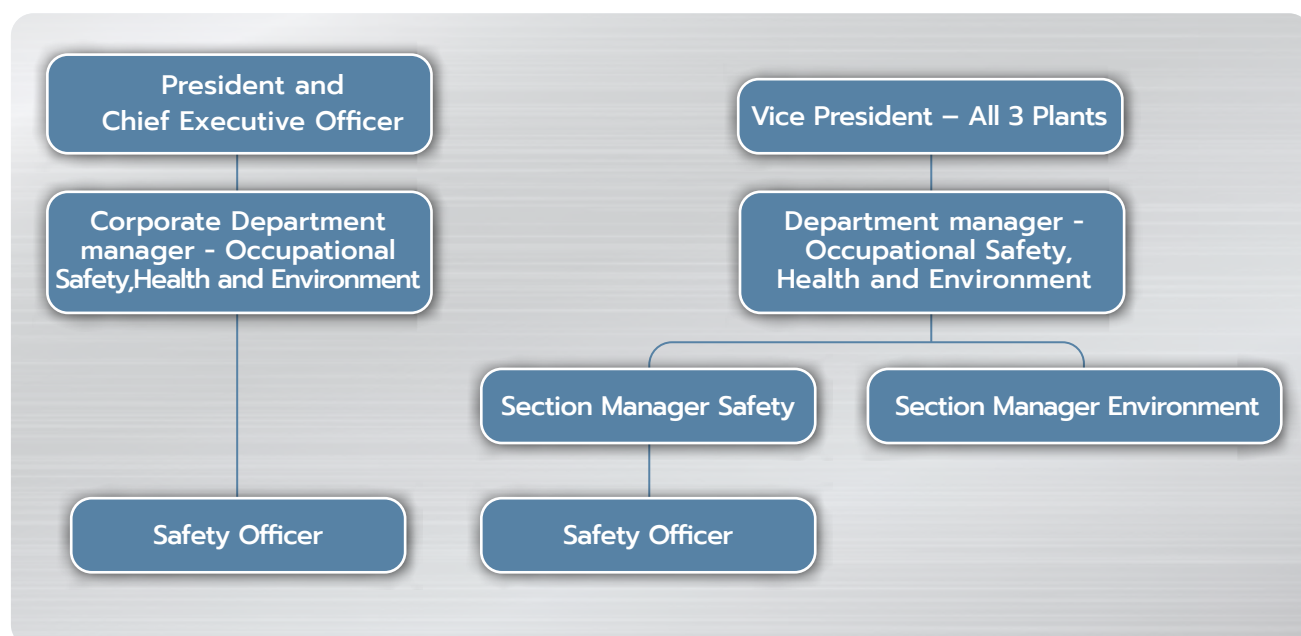 President and
Chief Executive Officer
Vice President – All 3 Plants
Corporate Department
manager - Occupational
Safety,Health and Environment
Department manager -
Occupational Safety,
Health and Environment
Section Manager Safety
Section Manager Environment
Safety Officer
Safety Officer